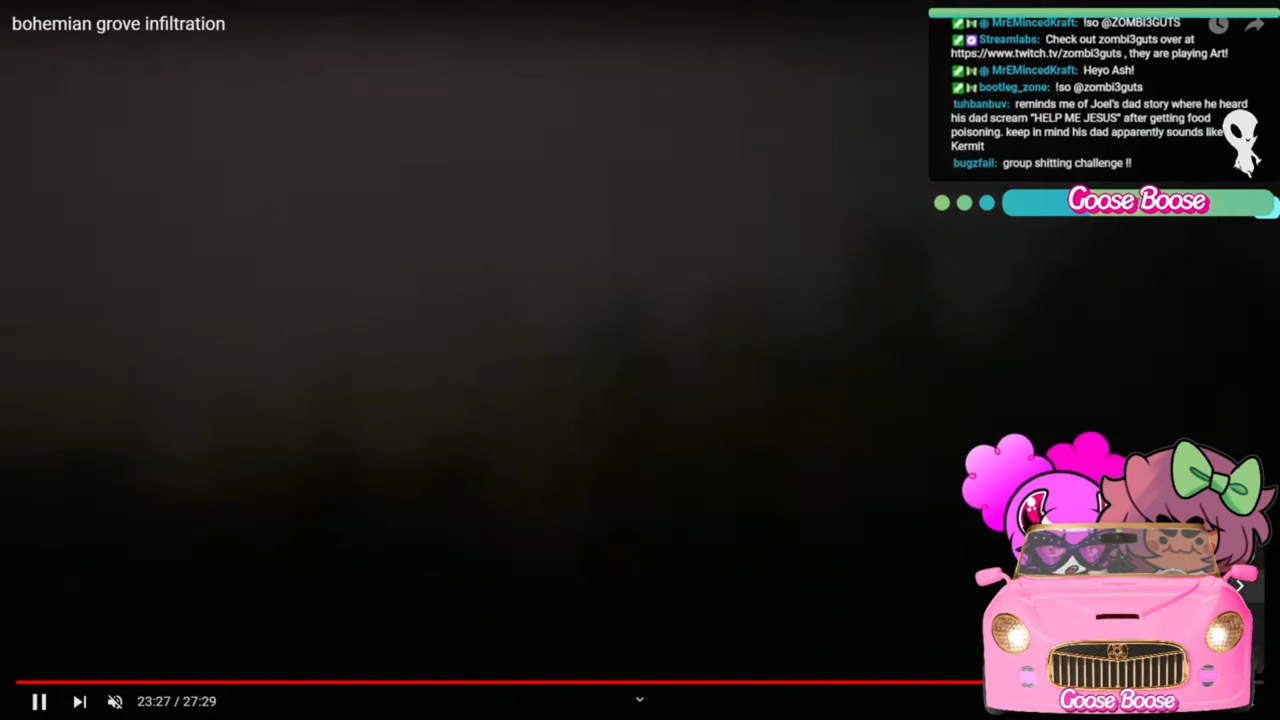 bohemian grove infiltration
MrEMincedKraft: !so @ZOMBI3GUTS
Streamlabs: Check out zombi3guts over at
https://www.twitch.tv/zombi3guts , they are playing Art!
MrEMincedKraft: Heyo Ash!
bootleg_zone: !so @zombi3guts
tuhbanbuv: reminds me of Joel's dad story where he heard
his dad scream “HELP ME JESUS” after getting food
poisoning. keep in mind his dad apparently sounds like
Kermit
bugzfail: group shitting challenge !!
Goose Boose
Goose Boose
23:27 / 27:29